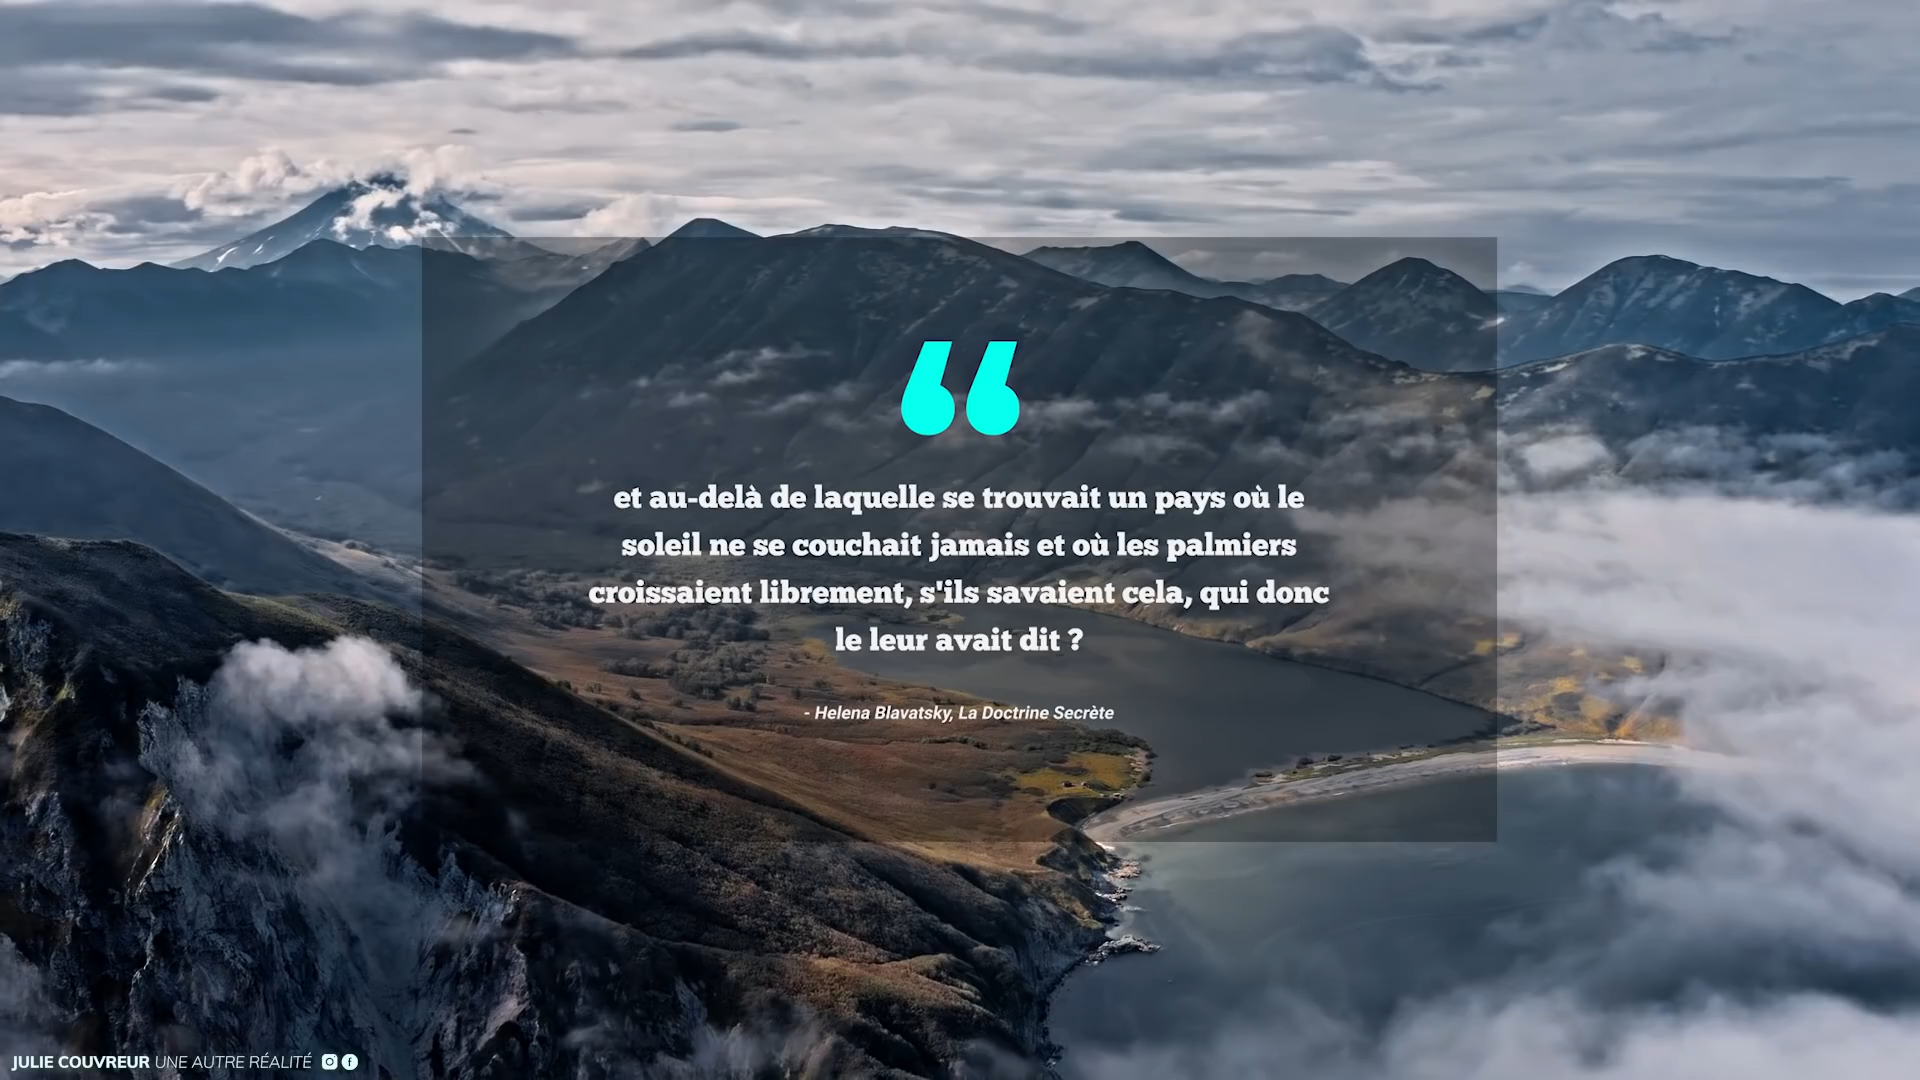 et au-delà de laquelle se trouvait un pays où le
soleil ne se couchait jamais et où les palmiers
croissaient librement, s'ils savaient cela, qui donc
le leur avait dit ?
- Helena Blavatsky, La Doctrine Secrète
JULIE COUVREUR UNE AUTRE RÉALITÉ